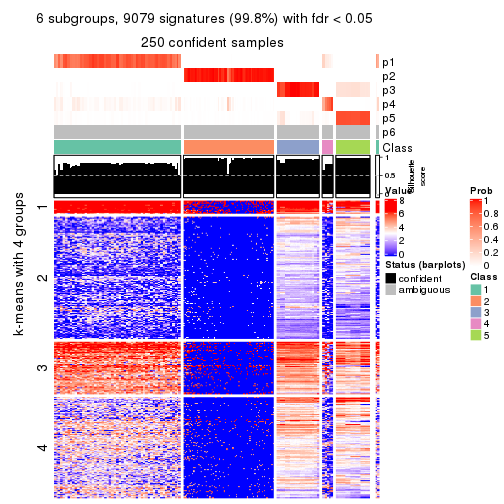 6 subgroups, 9079 signatures (99.8%) with fdr < 0.05
250 confident samples
p1
p2
p3
p4
p5
p6
Class
1
0.5
0
Silhouette
score
k-means with 4 groups
1
2
3
4
Value
8
6
4
2
0
Status (barplots)
confident
ambiguous
Prob
1
0.8
0.6
0.4
0.2
0
Class
1
2
3
4
5